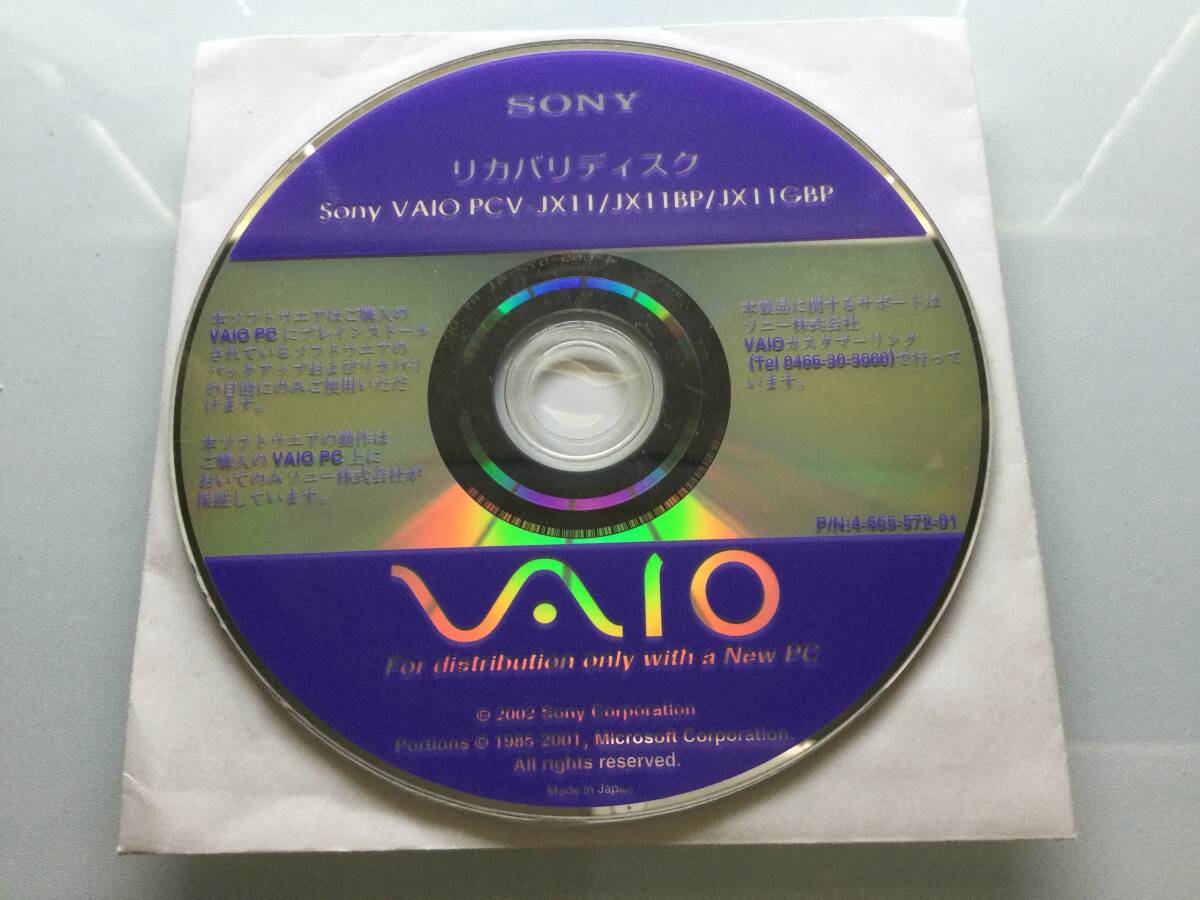 SONY
リカバリディスク
Sony VAIO PCV-JX11/JX11BP/JX11GBP
本ソフトウエアはご購入の
VAIO PC にプレインストール
されているソフトウエアの
バックアップおよびリカバリ
の目的にのみご使用いただ
けます。
本ソフトウエアの動作は
ご購入の VAIO PC 上に
おいてのみソニー株式会社が
保証しています。
本製品に関するサポートは
ソニー株式会社
VAIOカスタマーリンク
(Tel 0466-30-3000)で行って
います。
P/N:4-665-572-01
VAIO
For distribution only with a New PC
© 2002 Sony Corporation
Portions © 1985-2001, Microsoft Corporation.
All rights reserved.
Made in Japan